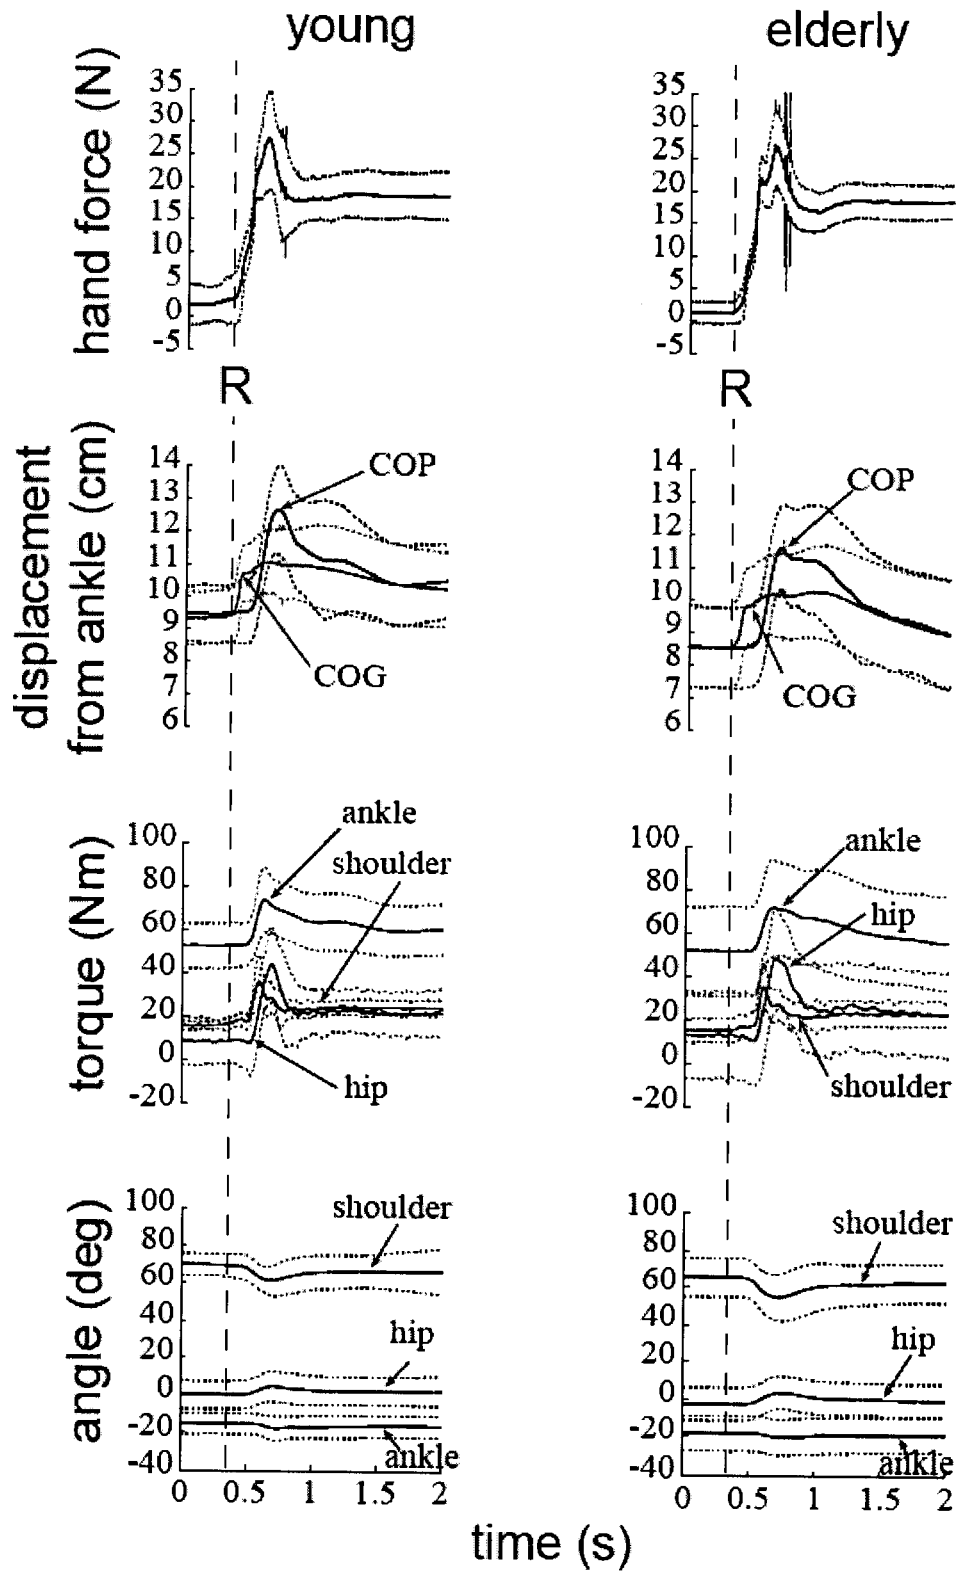 young
elderly
hand force (N)
35
30
25
20
15
10
5
0
-5
35
30
25
20
15
10
5
0
-5
R
R
displacement
from ankle (cm)
14
13
12
11
10
9
8
7
6
COP
COG
14
13
12
11
10
9
8
7
6
COP
COG
torque (Nm)
100
80
60
40
20
0
-20
ankle
shoulder
hip
100
80
60
40
20
0
-20
ankle
hip
shoulder
angle (deg)
100
80
60
40
20
0
-20
-40
shoulder
hip
ankle
0 0.5 1 1.5 2
100
80
60
40
20
0
-20
-40
shoulder
hip
ankle
0 0.5 1 1.5 2
time (s)